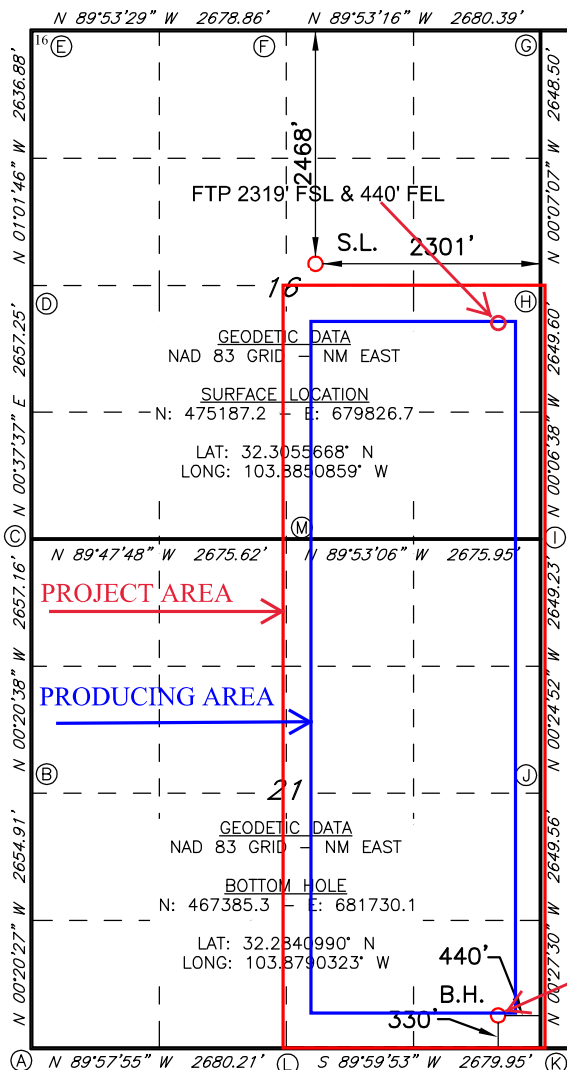 N 89°53'29" W 2678.86' N 89°53'16" W 2680.39'
16 E F G
N 01°01'46" W 2636.88'
N 00°07'07" W 2648.50'
2468'
FTP 2319' FSL & 440' FEL
S.L. 2301'
16
D H
GEODETIC DATA
NAD 83 GRID – NM EAST
SURFACE LOCATION
N: 475187.2 – E: 679826.7
LAT: 32.3055668° N
LONG: 103.8850859° W
N 00°37'37" E 2657.25'
N 00°06'38" W 2649.60'
C M I
N 89°47'48" W 2675.62' N 89°53'06" W 2675.95'
PROJECT AREA
N 00°20'38" W 2657.16'
N 00°24'52" W 2649.23'
PRODUCING AREA
B J
21
GEODETIC DATA
NAD 83 GRID – NM EAST
BOTTOM HOLE
N: 467385.3 – E: 681730.1
LAT: 32.2840990° N
LONG: 103.8790323° W
N 00°20'27" W 2654.91'
N 00°27'30" W 2649.56'
440'
B.H.
330'
A N 89°57'55" W 2680.21' L S 89°59'53" W 2679.95' K